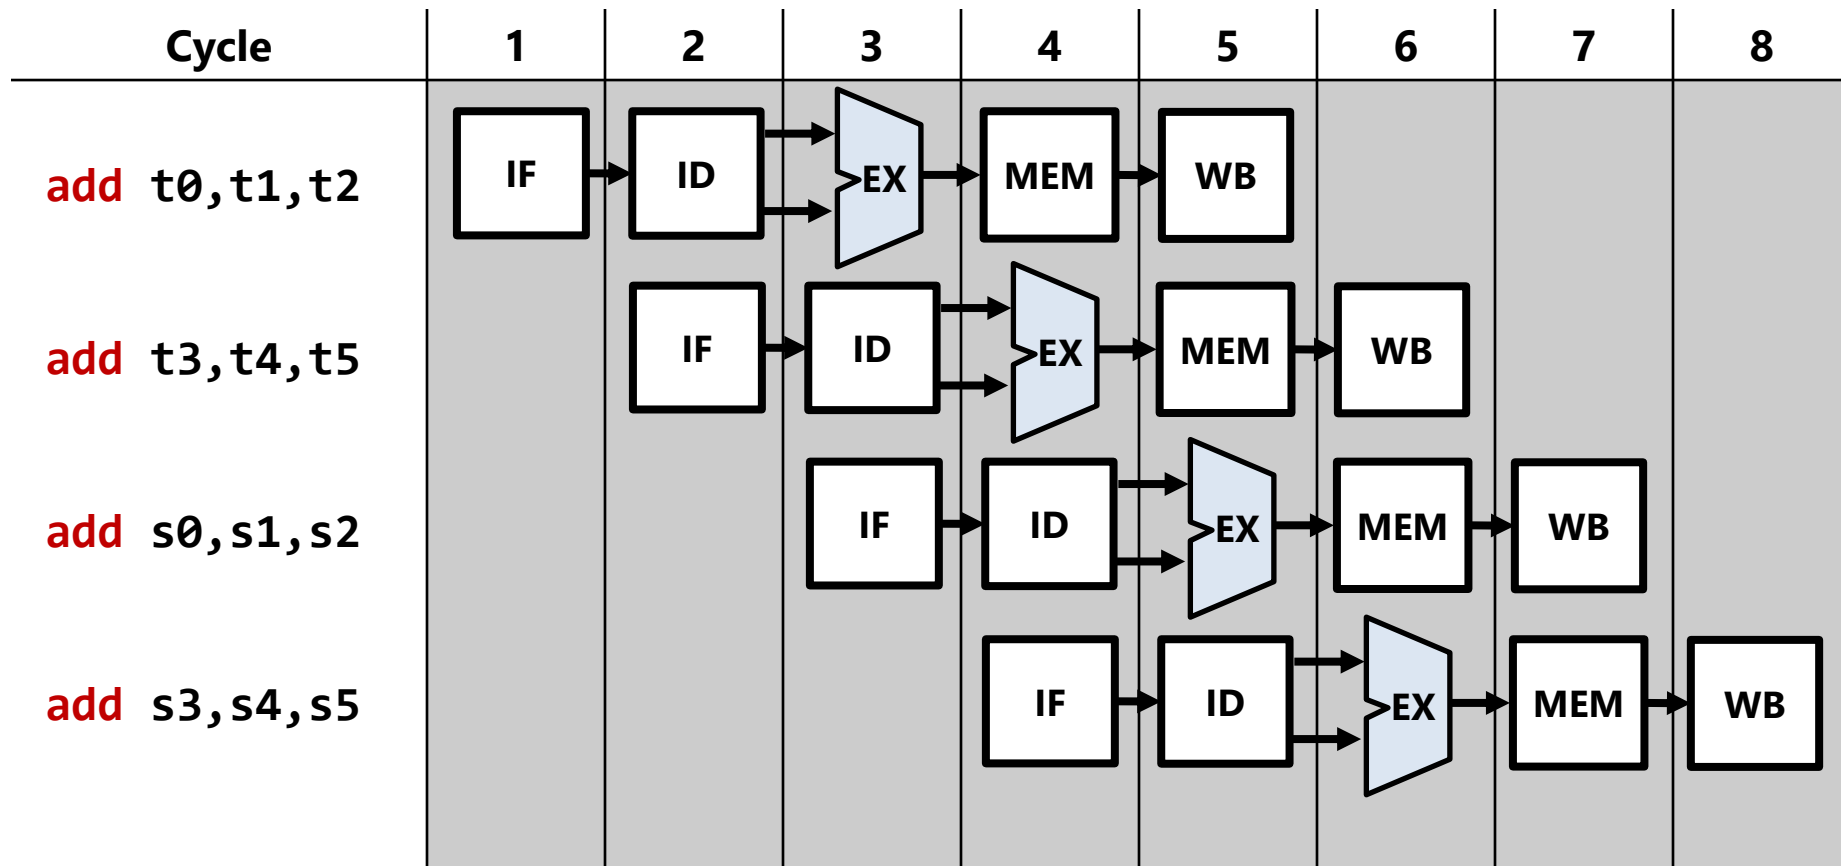 Cycle 1 2 3 4 5 6 7 8
add t0,t1,t2 IF ID EX MEM WB
add t3,t4,t5 IF ID EX MEM WB
add s0,s1,s2 IF ID EX MEM WB
add s3,s4,s5 IF ID EX MEM WB